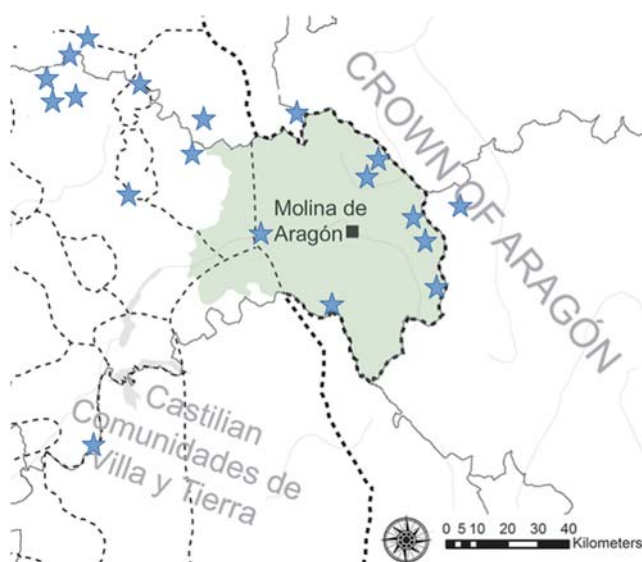 CROWN OF ARAGÓN
Molina de
Aragón
Castilian
Comunidades de
Villa y Tierra
0 5 10 20 30 40
Kilometers